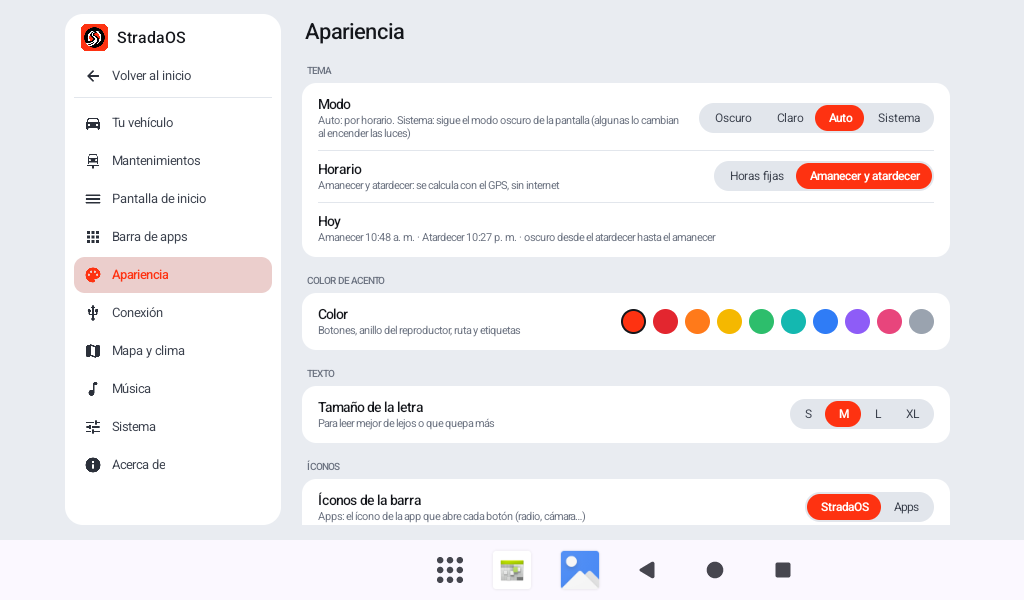 StradaOS
Volver al inicio
Tu vehículo
Mantenimientos
Pantalla de inicio
Barra de apps
Apariencia
Conexión
Mapa y clima
Música
Sistema
Acerca de
Apariencia
TEMA
Modo
Auto: por horario. Sistema: sigue el modo oscuro de la pantalla (algunas lo cambian
al encender las luces)
Oscuro Claro Auto Sistema
Horario
Amanecer y atardecer: se calcula con el GPS, sin internet
Horas fijas Amanecer y atardecer
Hoy
Amanecer 10:48 a. m. · Atardecer 10:27 p. m. · oscuro desde el atardecer hasta el amanecer
COLOR DE ACENTO
Color
Botones, anillo del reproductor, ruta y etiquetas
TEXTO
Tamaño de la letra
Para leer mejor de lejos o que quepa más
S M L XL
ÍCONOS
Íconos de la barra
Apps: el ícono de la app que abre cada botón (radio, cámara…)
StradaOS Apps